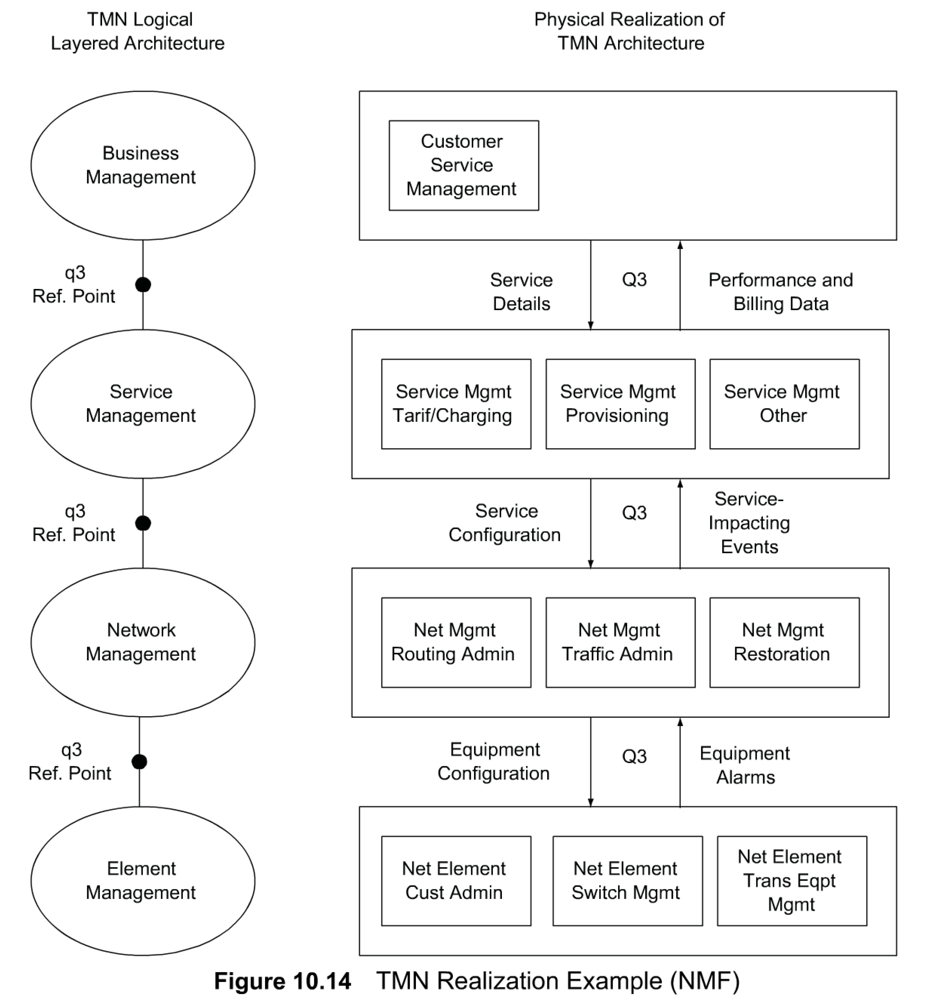 TMN Logical
Layered Architecture
Physical Realization of
TMN Architecture
Business
Management
Customer
Service
Management
q3
Ref. Point
Service
Details
Q3
Performance and
Billing Data
Service
Management
Service Mgmt
Tarif/Charging
Service Mgmt
Provisioning
Service Mgmt
Other
q3
Ref. Point
Service
Configuration
Q3
Service-
Impacting
Events
Network
Management
Net Mgmt
Routing Admin
Net Mgmt
Traffic Admin
Net Mgmt
Restoration
q3
Ref. Point
Equipment
Configuration
Q3
Equipment
Alarms
Element
Management
Net Element
Cust Admin
Net Element
Switch Mgmt
Net Element
Trans Eqpt
Mgmt
Figure 10.14 TMN Realization Example (NMF)